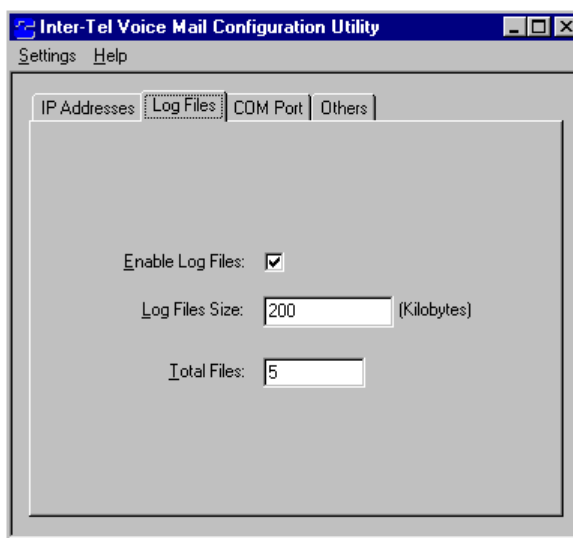 Inter-Tel Voice Mail Configuration Utility
Settings Help
IP Addresses Log Files COM Port Others
Enable Log Files:
Log Files Size: 200 (Kilobytes)
Total Files: 5